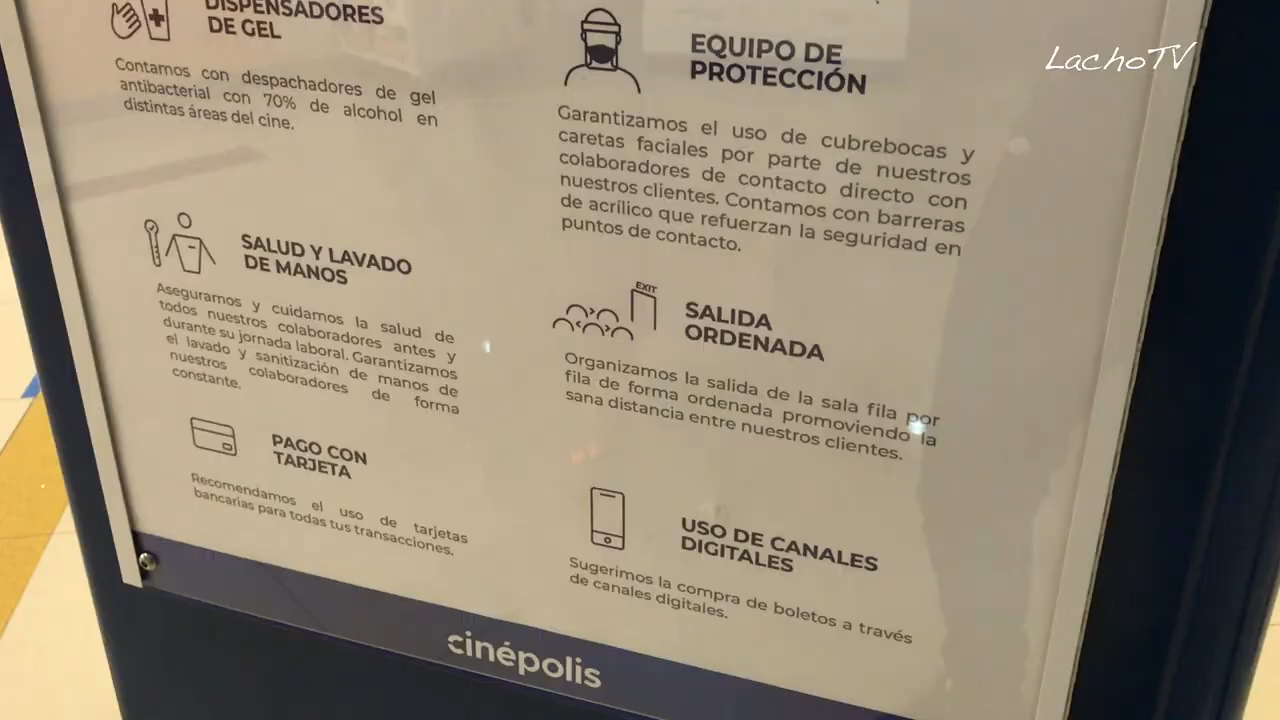 DISPENSADORES
DE GEL
Contamos con despachadores de gel
antibacterial con 70% de alcohol en
distintas áreas del cine.
SALUD Y LAVADO
DE MANOS
Aseguramos y cuidamos la salud de
todos nuestros colaboradores antes y
durante su jornada laboral. Garantizamos
el lavado y sanitización de manos de
nuestros colaboradores de forma
constante.
PAGO CON
TARJETA
Recomendamos el uso de tarjetas
bancarias para todas tus transacciones.
EQUIPO DE
PROTECCIÓN
Garantizamos el uso de cubrebocas y
caretas faciales por parte de nuestros
colaboradores de contacto directo con
nuestros clientes. Contamos con barreras
de acrílico que refuerzan la seguridad en
puntos de contacto.
EXIT
SALIDA
ORDENADA
Organizamos la salida de la sala fila por
fila de forma ordenada promoviendo la
sana distancia entre nuestros clientes.
USO DE CANALES
DIGITALES
Sugerimos la compra de boletos a través
de canales digitales.
cinépolis
LachoTV